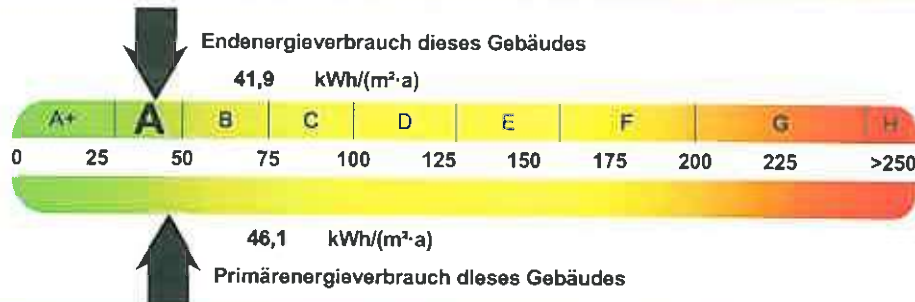 Endenergieverbrauch dieses Gebäudes
41,9 kWh/(m²·a)
A+ A B C D E F G H
0 25 50 75 100 125 150 175 200 225 >250
46,1 kWh/(m²·a)
Primärenergieverbrauch dieses Gebäudes